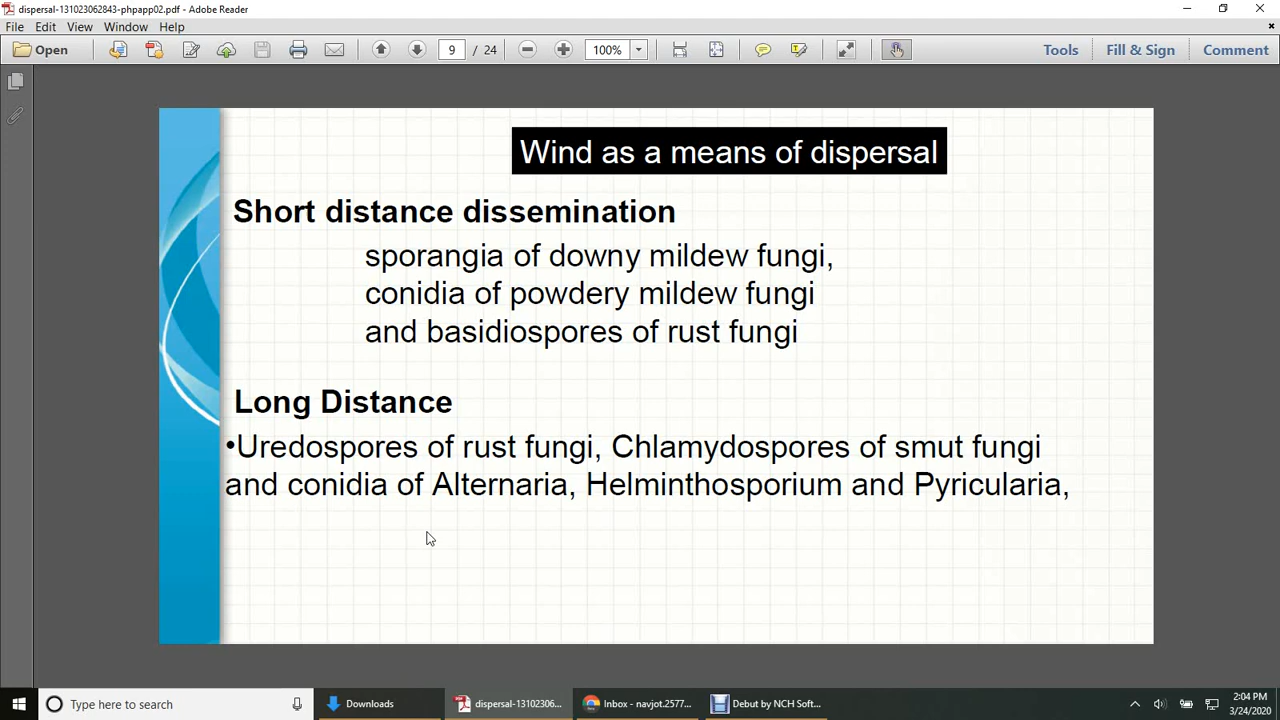 dispersal-131023062843-phpapp02.pdf - Adobe Reader
File Edit View Window Help
Open 9 / 24 100% Tools Fill & Sign Comment
Wind as a means of dispersal
Short distance dissemination
sporangia of downy mildew fungi,
conidia of powdery mildew fungi
and basidiospores of rust fungi
Long Distance
•Uredospores of rust fungi, Chlamydospores of smut fungi
and conidia of Alternaria, Helminthosporium and Pyricularia,
Type here to search Downloads dispersal-13102306... Inbox - navjot.2577... Debut by NCH Soft... 2:04 PM
3/24/2020